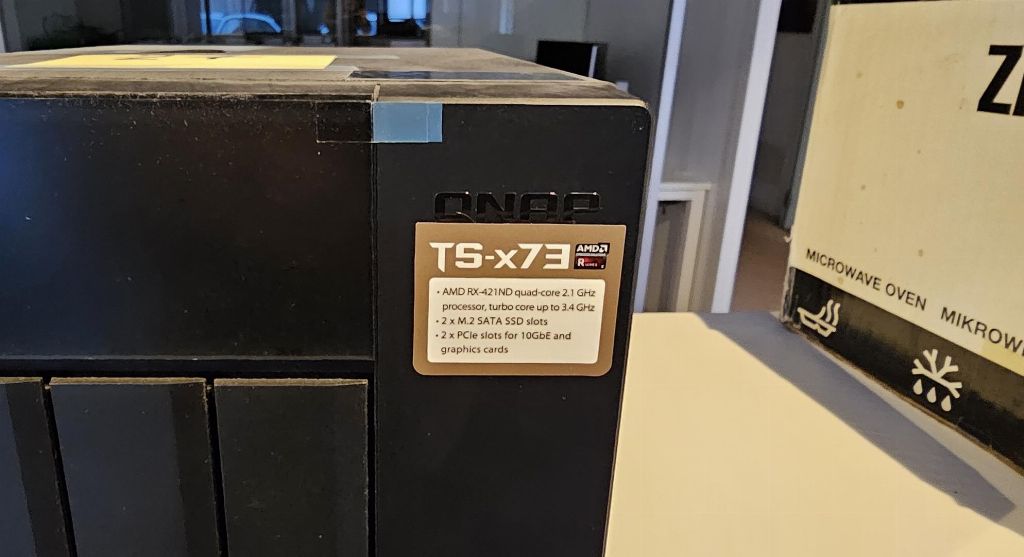 QNAP
TS-x73
AMD
R
• AMD RX-421ND quad-core 2.1 GHz
processor, turbo core up to 3.4 GHz
• 2 x M.2 SATA SSD slots
• 2 x PCIe slots for 10GbE and
graphics cards
MICROWAVE OVEN MIKROW